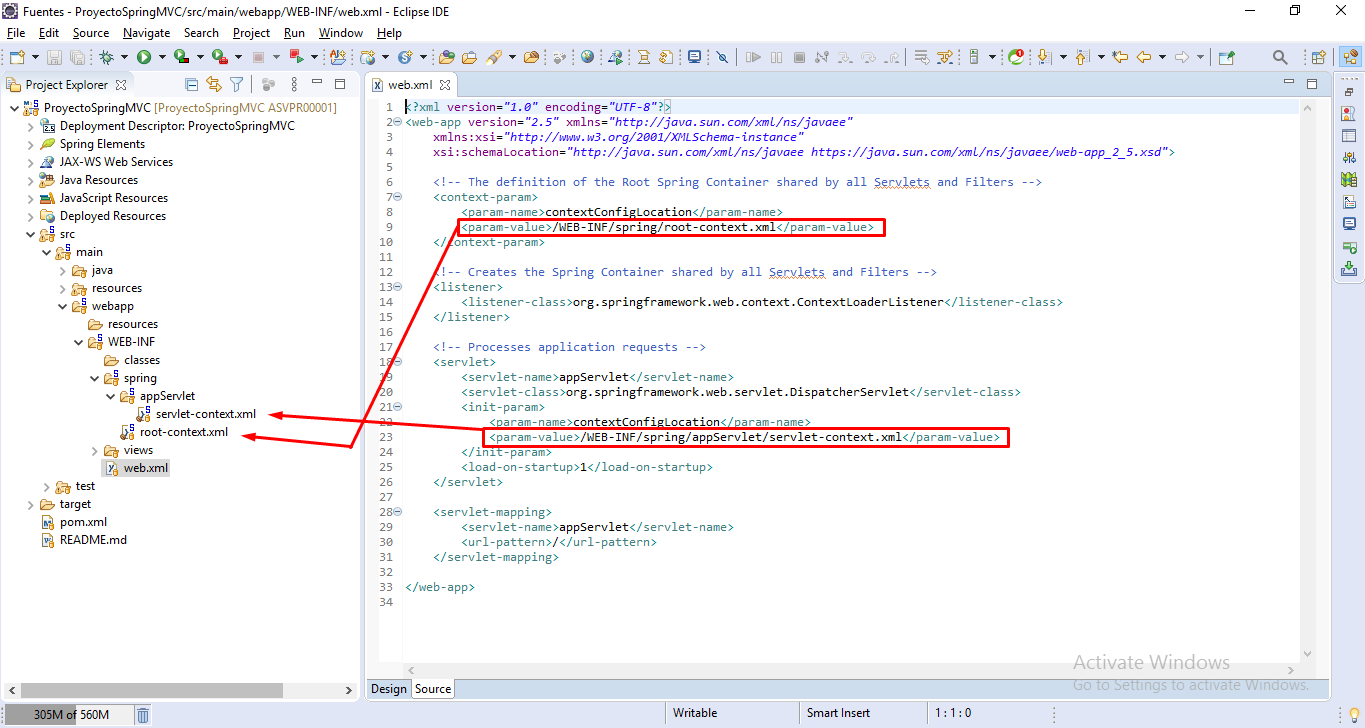 Fuentes - ProyectoSpringMVC/src/main/webapp/WEB-INF/web.xml - Eclipse IDE
File Edit Source Navigate Search Project Run Window Help
Project Explorer
ProyectoSpringMVC [ProyectoSpringMVC ASVPR00001]
Deployment Descriptor: ProyectoSpringMVC
Spring Elements
JAX-WS Web Services
Java Resources
JavaScript Resources
Deployed Resources
src
main
java
resources
webapp
resources
WEB-INF
classes
spring
appServlet
servlet-context.xml
root-context.xml
views
web.xml
test
target
pom.xml
README.md
web.xml
1 <?xml version="1.0" encoding="UTF-8"?>
2 <web-app version="2.5" xmlns="http://java.sun.com/xml/ns/javaee"
3 xmlns:xsi="http://www.w3.org/2001/XMLSchema-instance"
4 xsi:schemaLocation="http://java.sun.com/xml/ns/javaee https://java.sun.com/xml/ns/javaee/web-app_2_5.xsd">
5
6 <!-- The definition of the Root Spring Container shared by all Servlets and Filters -->
7 <context-param>
8 <param-name>contextConfigLocation</param-name>
9 <param-value>/WEB-INF/spring/root-context.xml</param-value>
10 </context-param>
11
12 <!-- Creates the Spring Container shared by all Servlets and Filters -->
13 <listener>
14 <listener-class>org.springframework.web.context.ContextLoaderListener</listener-class>
15 </listener>
16
17 <!-- Processes application requests -->
18 <servlet>
19 <servlet-name>appServlet</servlet-name>
20 <servlet-class>org.springframework.web.servlet.DispatcherServlet</servlet-class>
21 <init-param>
22 <param-name>contextConfigLocation</param-name>
23 <param-value>/WEB-INF/spring/appServlet/servlet-context.xml</param-value>
24 </init-param>
25 <load-on-startup>1</load-on-startup>
26 </servlet>
27
28 <servlet-mapping>
29 <servlet-name>appServlet</servlet-name>
30 <url-pattern>/</url-pattern>
31 </servlet-mapping>
32
33 </web-app>
34
Activate Windows
Go to Settings to activate Windows.
Design Source
305M of 560M
Writable
Smart Insert
1 : 1 : 0